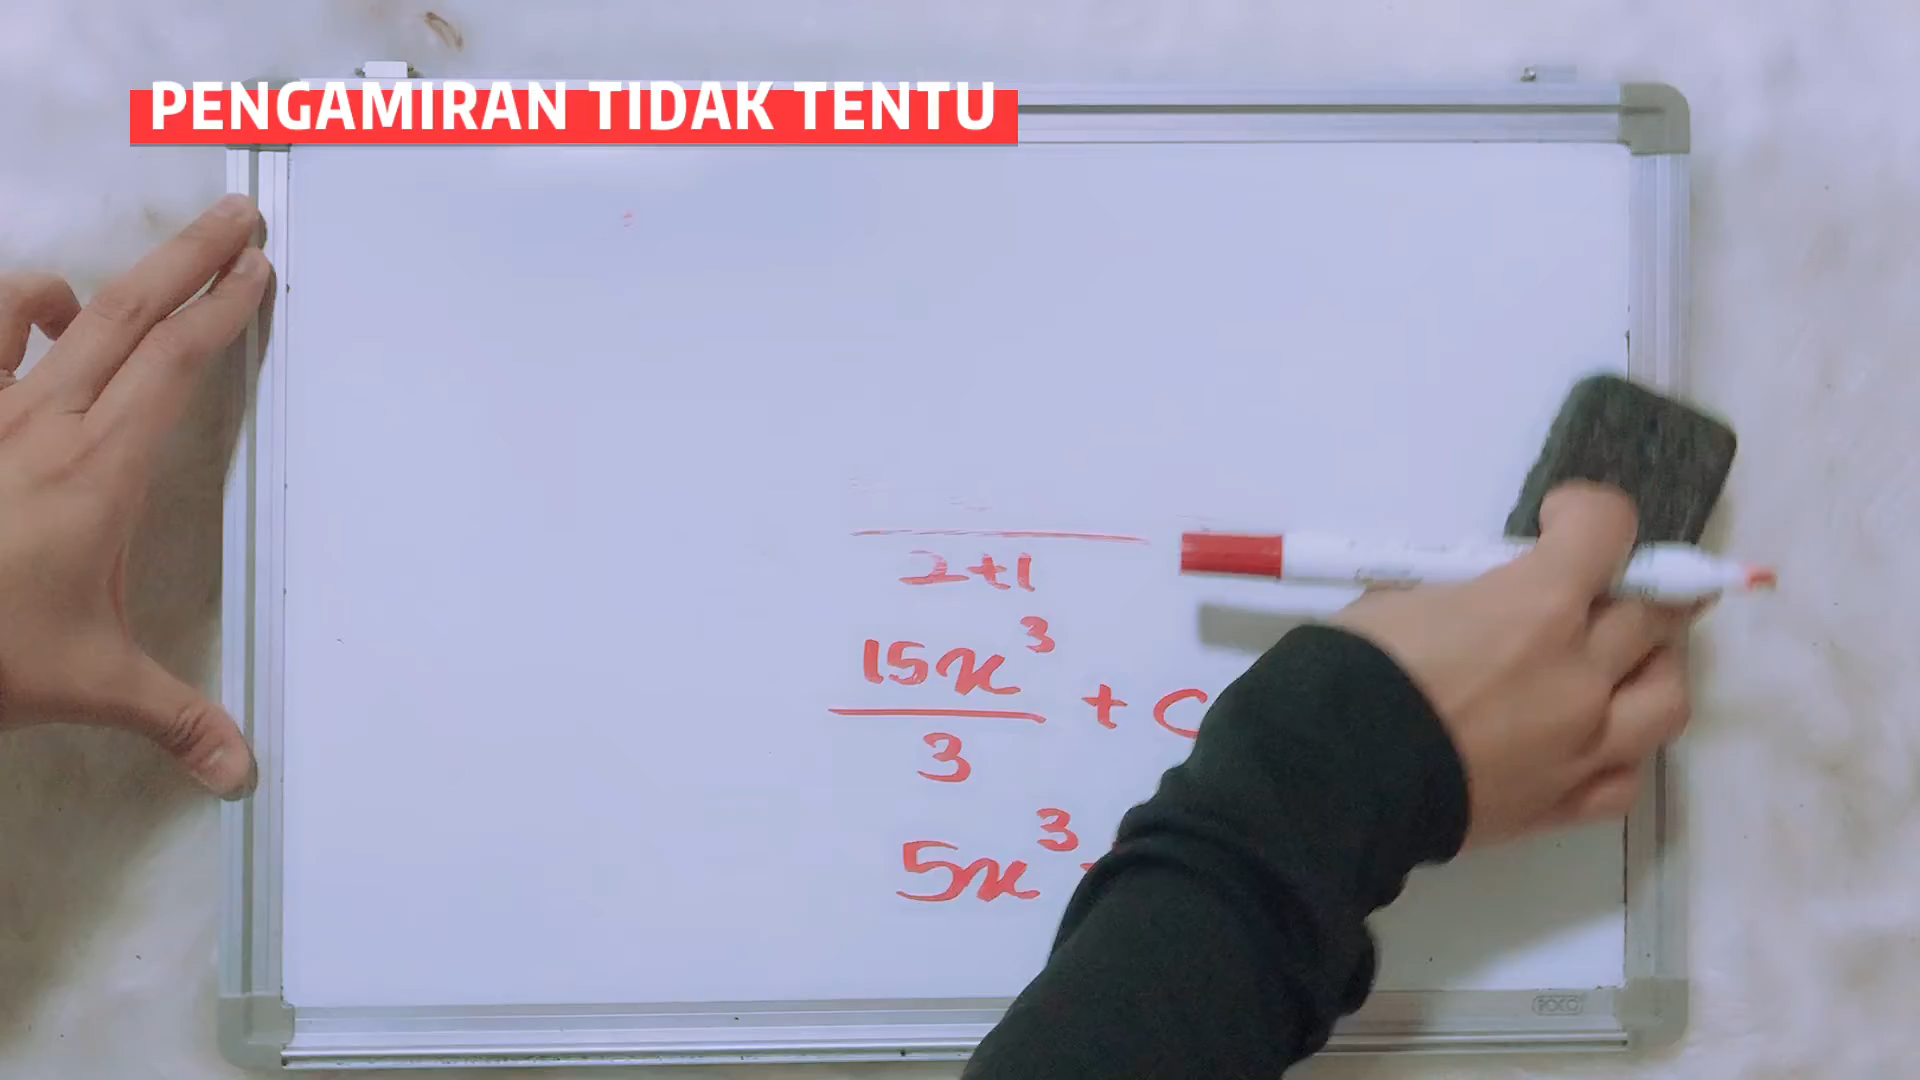 PENGAMIRAN TIDAK TENTU
2+1
15x³
+ C
3
5x³